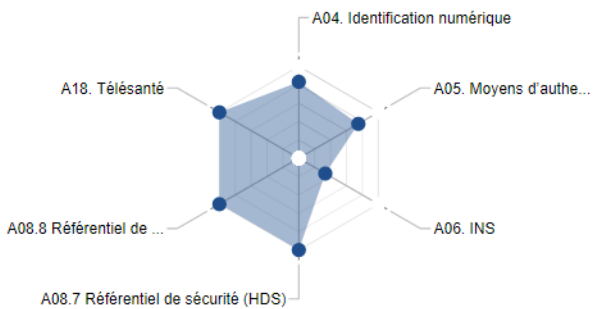 A04. Identification numérique
A18. Télésanté
A05. Moyens d'authe...
A08.8 Référentiel de ...
A06. INS
A08.7 Référentiel de sécurité (HDS)